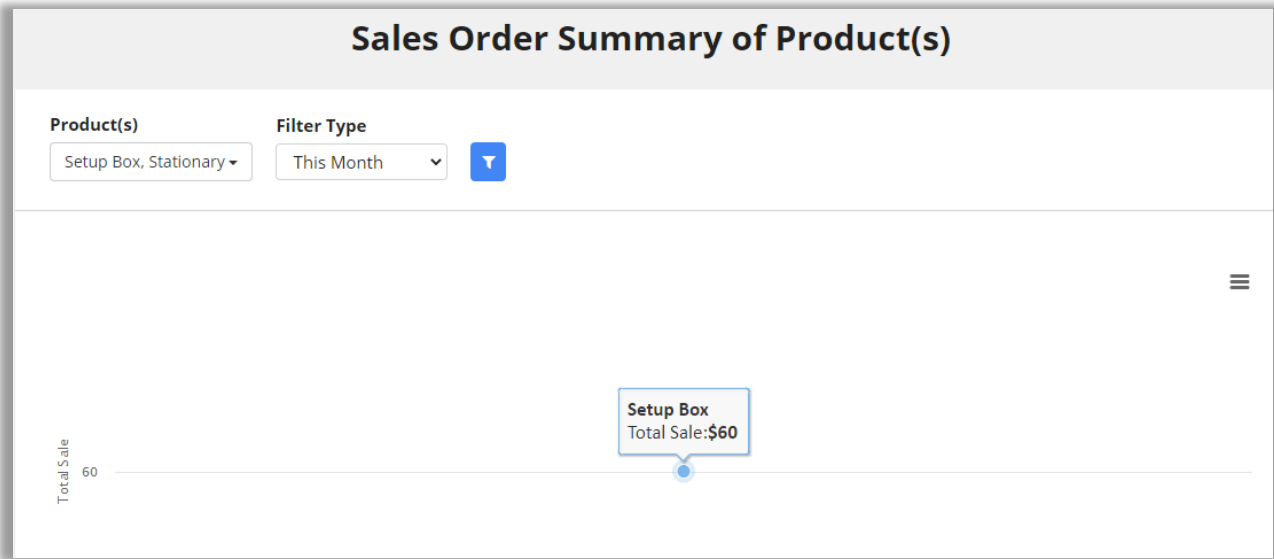 Sales Order Summary of Product(s)
Product(s)
Filter Type
Setup Box, Stationary
This Month
Setup Box
Total Sale:$60
Total Sale
60